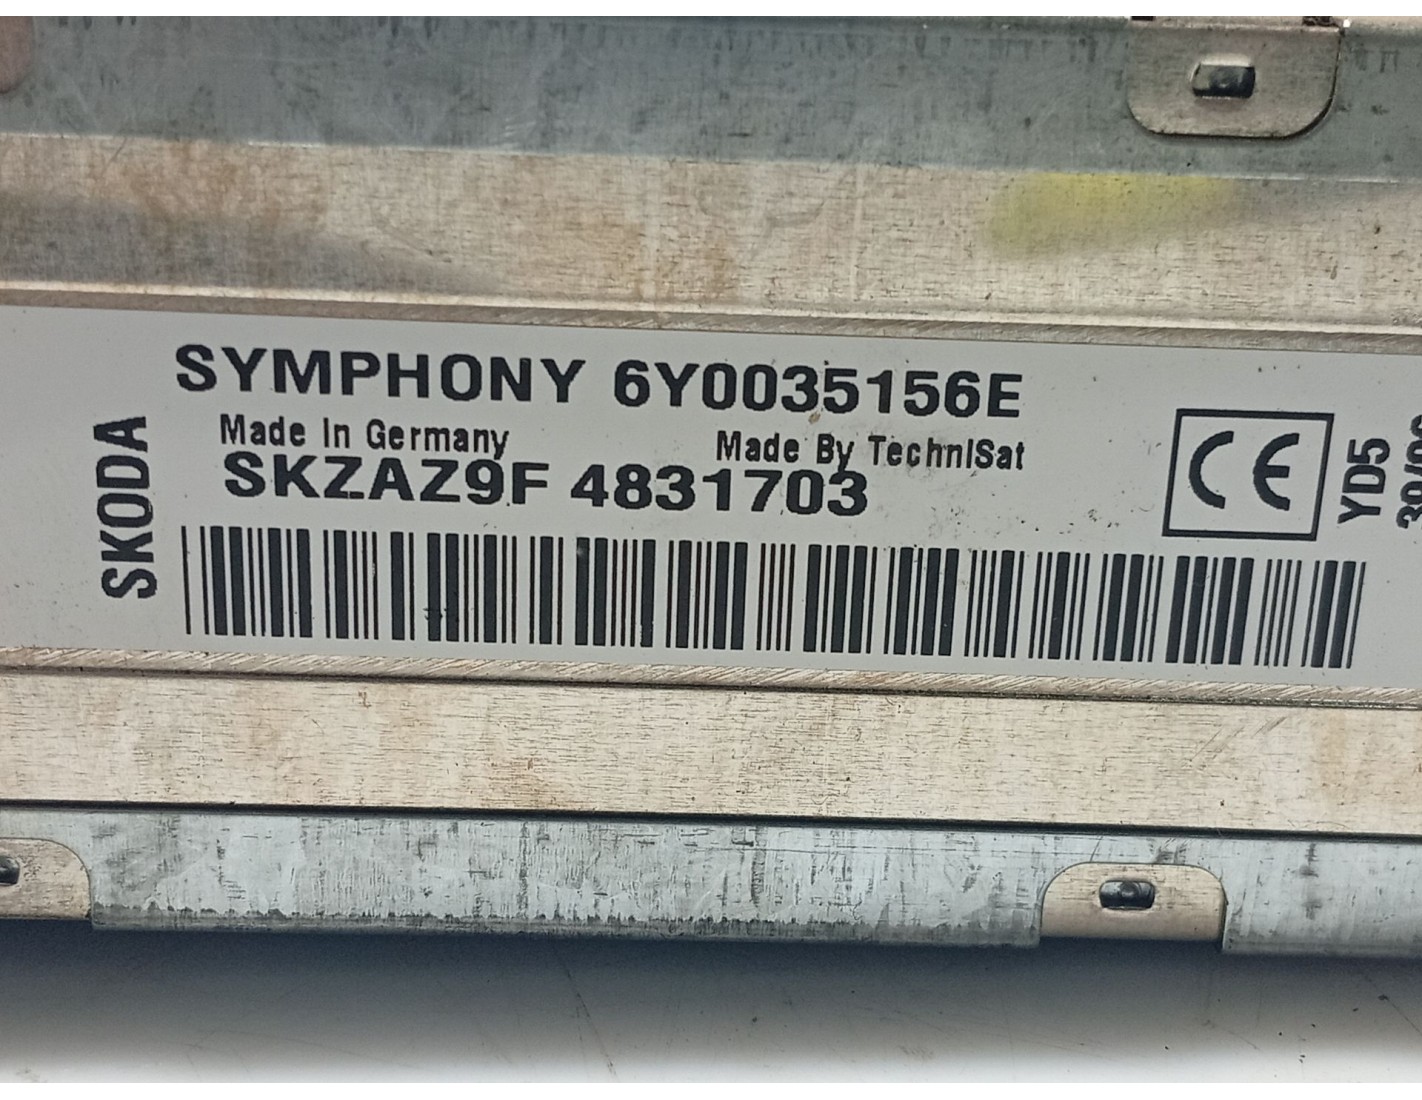 SYMPHONY 6Y0035156E
Made In Germany Made By TechnISat
SKZAZ9F 4831703
SKODA
CE
YD5